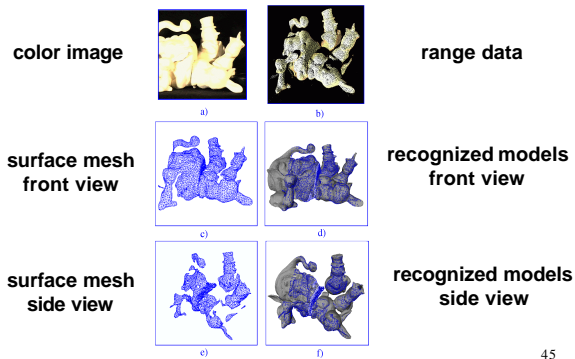 color image
range data
a)
b)
surface mesh
front view
recognized models
front view
c)
d)
surface mesh
side view
recognized models
side view
e)
f)
45